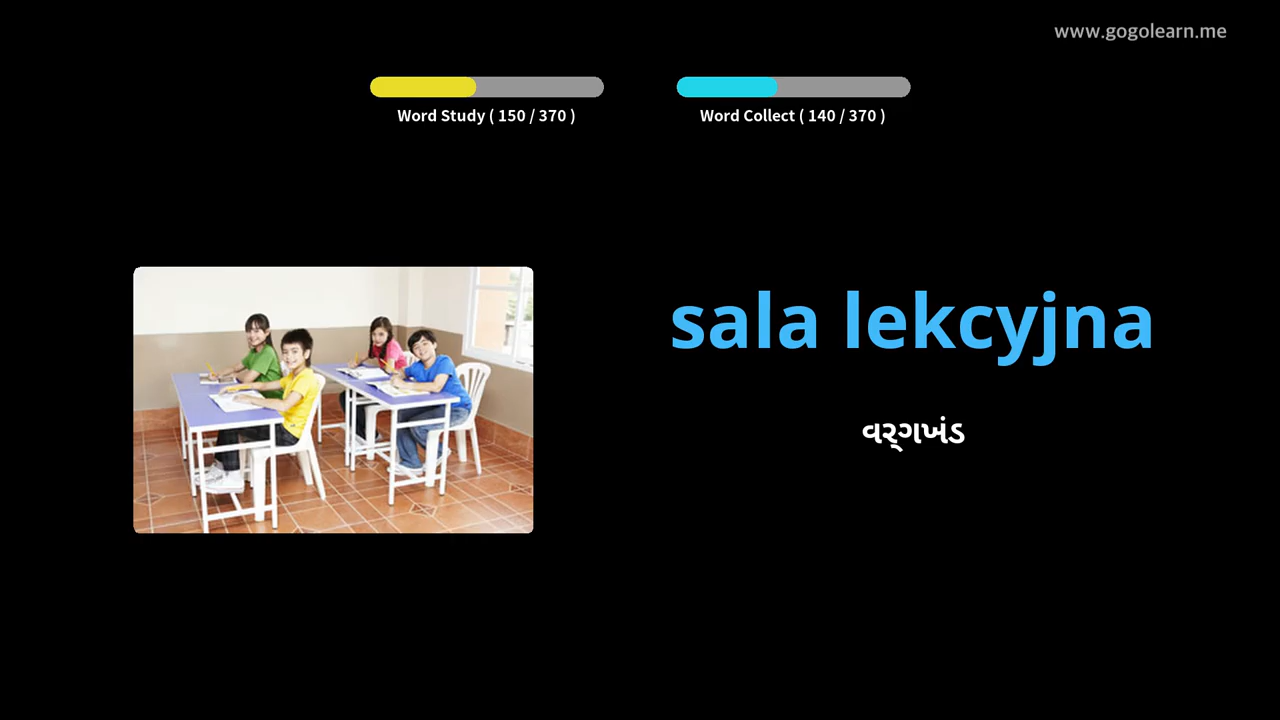 www.gogolearn.me
Word Study ( 150 / 370 )
Word Collect ( 140 / 370 )
sala lekcyjna
વર્ગખંડ